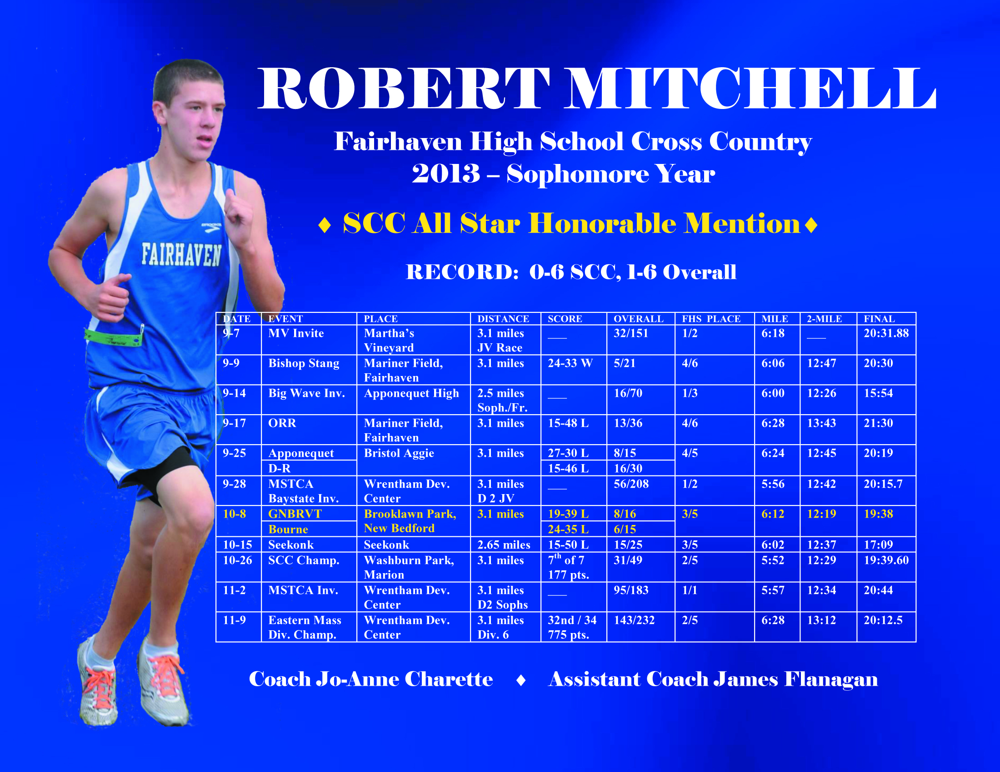 ROBERT MITCHELL
Fairhaven High School Cross Country
2013 – Sophomore Year
♦ SCC All Star Honorable Mention ♦
RECORD: 0-6 SCC, 1-6 Overall
BROOKS
FAIRHAVEN
DATE EVENT PLACE DISTANCE SCORE OVERALL FHS PLACE MILE 2-MILE FINAL
9-7 MV Invite Martha's 3.1 miles ___ 32/151 1/2 6:18 ___ 20:31.88
Vineyard JV Race
9-9 Bishop Stang Mariner Field, 3.1 miles 24-33 W 5/21 4/6 6:06 12:47 20:30
Fairhaven
9-14 Big Wave Inv. Apponequet High 2.5 miles ___ 16/70 1/3 6:00 12:26 15:54
Soph./Fr.
9-17 ORR Mariner Field, 3.1 miles 15-48 L 13/36 4/6 6:28 13:43 21:30
Fairhaven
9-25 Apponequet Bristol Aggie 3.1 miles 27-30 L 8/15 4/5 6:24 12:45 20:19
D-R 15-46 L 16/30
9-28 MSTCA Wrentham Dev. 3.1 miles ___ 56/208 1/2 5:56 12:42 20:15.7
Baystate Inv. Center D 2 JV
10-8 GNBRVT Brooklawn Park, 3.1 miles 19-39 L 8/16 3/5 6:12 12:19 19:38
Bourne New Bedford 24-35 L 6/15
10-15 Seekonk Seekonk 2.65 miles 15-50 L 15/25 3/5 6:02 12:37 17:09
10-26 SCC Champ. Washburn Park, 3.1 miles 7th of 7 31/49 2/5 5:52 12:29 19:39.60
Marion 177 pts.
11-2 MSTCA Inv. Wrentham Dev. 3.1 miles ___ 95/183 1/1 5:57 12:34 20:44
Center D2 Sophs
11-9 Eastern Mass Wrentham Dev. 3.1 miles 32nd / 34 143/232 2/5 6:28 13:12 20:12.5
Div. Champ. Center Div. 6 775 pts.
Coach Jo-Anne Charette ♦ Assistant Coach James Flanagan